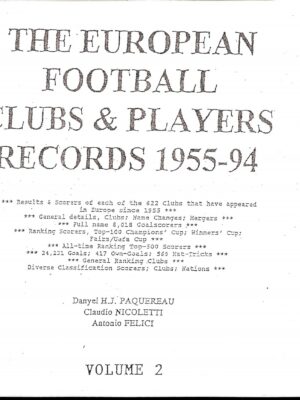 THE EUROPEAN
FOOTBALL
CLUBS & PLAYERS
RECORDS 1955-94
*** Results & Scorers of each of the 622 Clubs that have appeared
in Europe since 1955 ***
*** General details, Clubs; Name Changes; Mergers ***
*** Full name 8,018 Goalscorers ***
*** Ranking Scorers, Top-100 Champions' Cup; Winners' Cup;
Fairs/Uefa Cup ***
*** All-time Ranking Top-500 Scorers ***
*** 24,221 Goals; 417 Own-Goals; 560 Hat-Tricks ***
*** General Ranking Clubs ***
Diverse Classification Scorers; Clubs; Nations ***
Danyel H.J. PAQUEREAU
Claudio NICOLETTI
Antonio FELICI
VOLUME 2